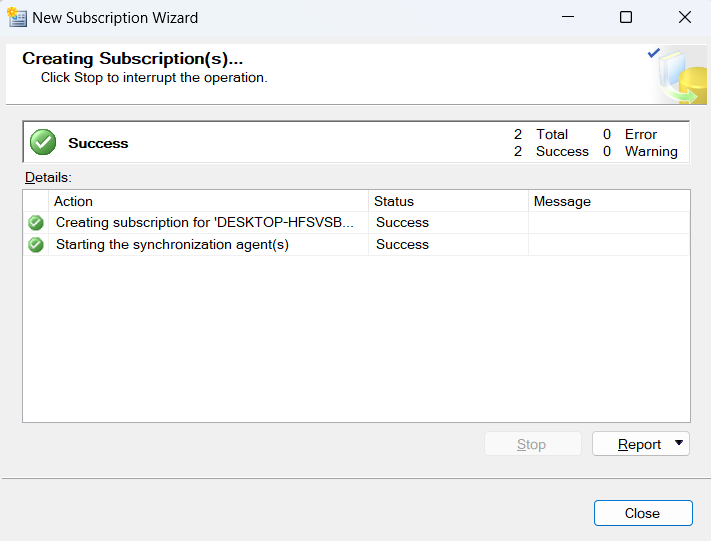 New Subscription Wizard
Creating Subscription(s)...
Click Stop to interrupt the operation.
Success
2 Total 0 Error
2 Success 0 Warning
Details:
Action Status Message
Creating subscription for 'DESKTOP-HFSVSB... Success
Starting the synchronization agent(s) Success
Stop Report
Close